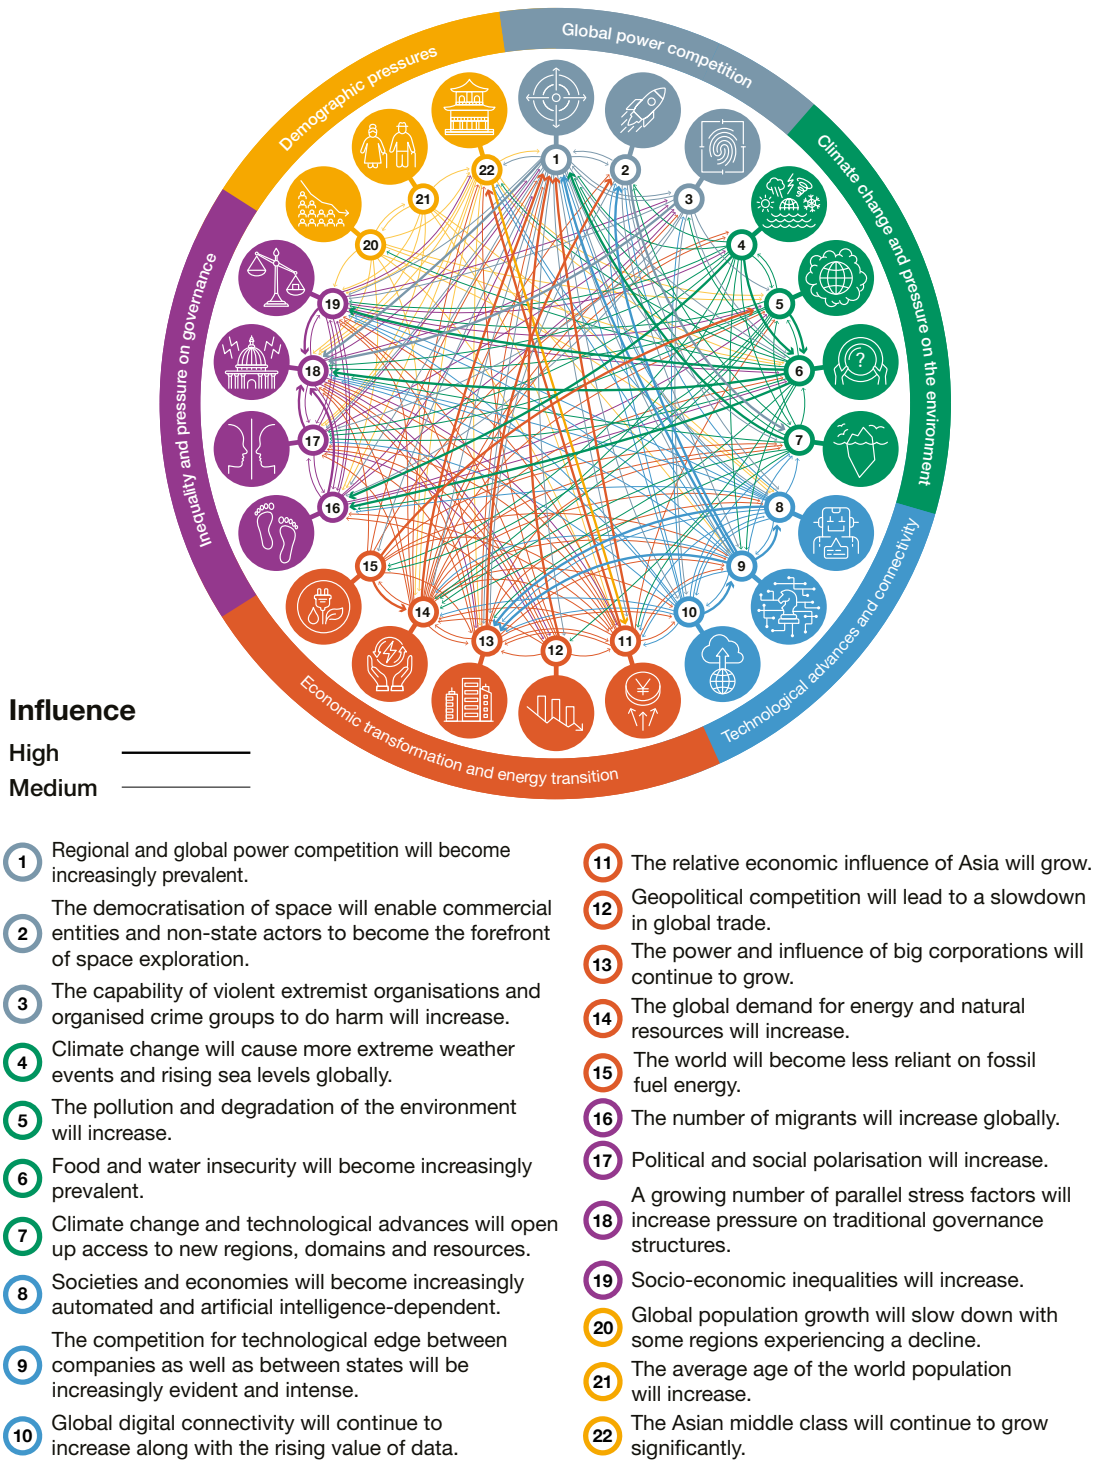 Demographic pressures
Global power competition
Climate change and pressure on the environment
Technological advances and connectivity
Economic transformation and energy transition
Inequality and pressure on governance
1
2
3
4
5
6
7
8
9
10
11
12
13
14
15
16
17
18
19
20
21
22
?
¥
Influence
High
Medium
1 Regional and global power competition will become
increasingly prevalent.
2 The democratisation of space will enable commercial
entities and non-state actors to become the forefront
of space exploration.
3 The capability of violent extremist organisations and
organised crime groups to do harm will increase.
4 Climate change will cause more extreme weather
events and rising sea levels globally.
5 The pollution and degradation of the environment
will increase.
6 Food and water insecurity will become increasingly
prevalent.
7 Climate change and technological advances will open
up access to new regions, domains and resources.
8 Societies and economies will become increasingly
automated and artificial intelligence-dependent.
9 The competition for technological edge between
companies as well as between states will be
increasingly evident and intense.
10 Global digital connectivity will continue to
increase along with the rising value of data.
11 The relative economic influence of Asia will grow.
12 Geopolitical competition will lead to a slowdown
in global trade.
13 The power and influence of big corporations will
continue to grow.
14 The global demand for energy and natural
resources will increase.
15 The world will become less reliant on fossil
fuel energy.
16 The number of migrants will increase globally.
17 Political and social polarisation will increase.
18 A growing number of parallel stress factors will
increase pressure on traditional governance
structures.
19 Socio-economic inequalities will increase.
20 Global population growth will slow down with
some regions experiencing a decline.
21 The average age of the world population
will increase.
22 The Asian middle class will continue to grow
significantly.